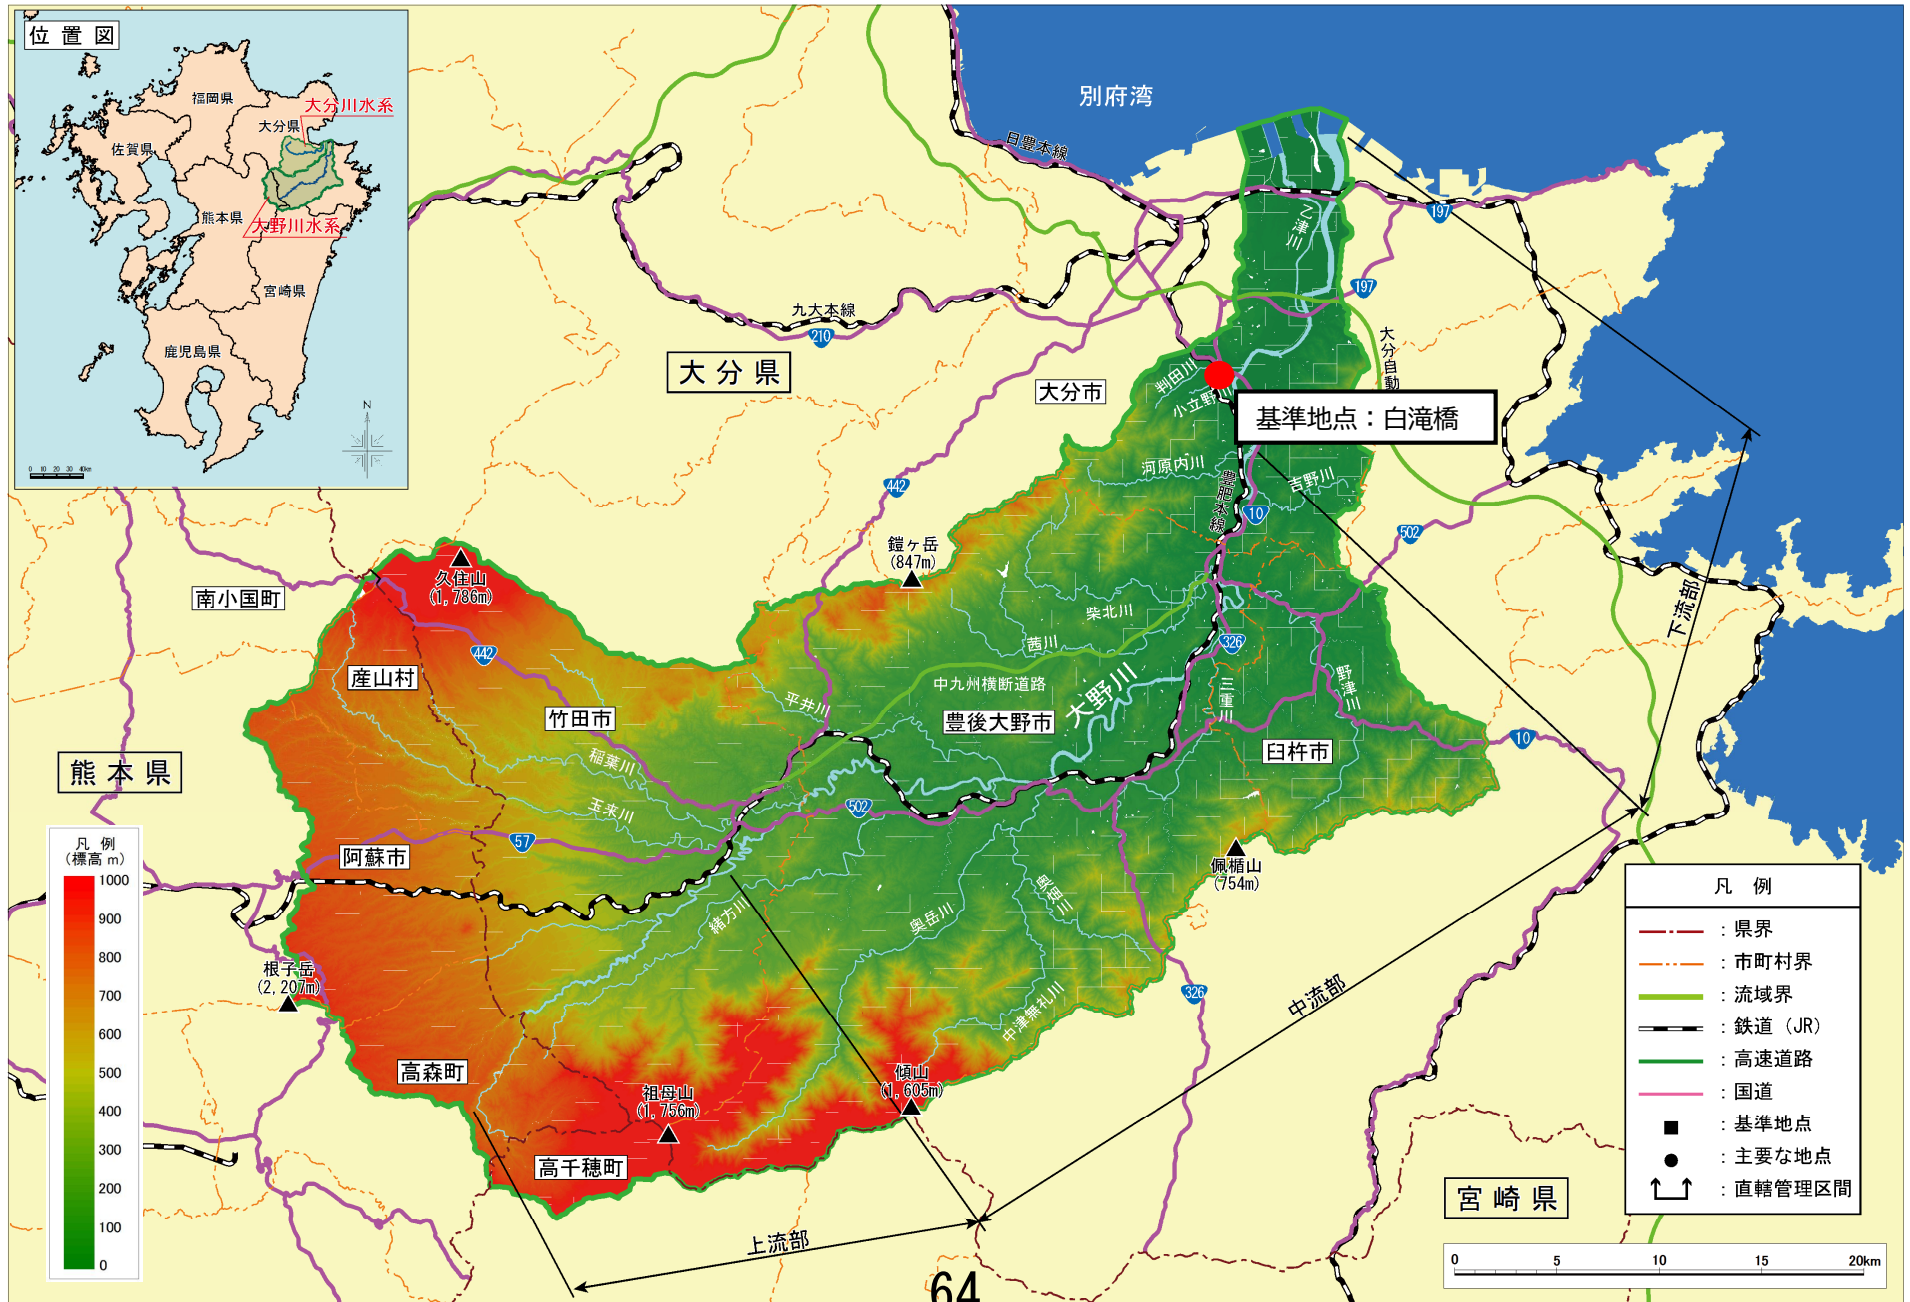 位置図
福岡県
大分川水系
大分県
佐賀県
熊本県
大野川水系
宮崎県
鹿児島県
N
0 10 20 30 40km
別府湾
日豊本線
197
乙津川
九大本線
210
197
大分県
大分市
判田川
小立野川
大分自動
基準地点：白滝橋
河原内川
吉野川
豊肥本線
442
10
502
鎧ヶ岳
(847m)
久住山
(1,786m)
南小国町
柴北川
下流部
茜川
326
442
産山村
中九州横断道路
大野川
三重川
野津川
平井川
竹田市
豊後大野市
臼杵市
10
稲葉川
熊本県
玉来川
502
57
阿蘇市
佩楯山
(754m)
凡例
(標高m)
1000
900
800
700
600
500
400
300
200
100
0
緒方川
奥岳川
奥畑川
根子岳
(2,207m)
326
中流部
中津無礼川
高森町
祖母山
(1,756m)
傾山
(1,605m)
高千穂町
上流部
宮崎県
凡例
：県界
：市町村界
：流域界
：鉄道（JR）
：高速道路
：国道
：基準地点
：主要な地点
：直轄管理区間
0 5 10 15 20km
64